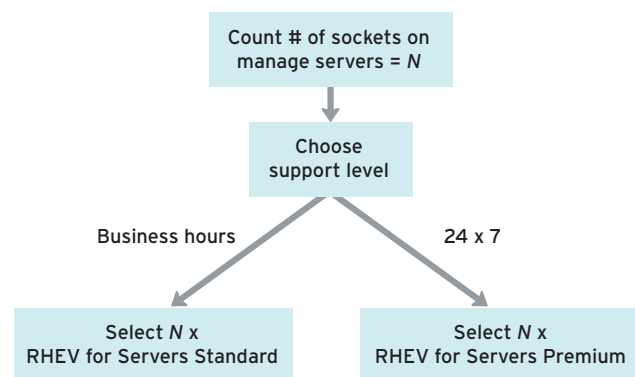 Count # of sockets on
manage servers = N
Choose
support level
Business hours
24 x 7
Select N x
RHEV for Servers Standard
Select N x
RHEV for Servers Premium